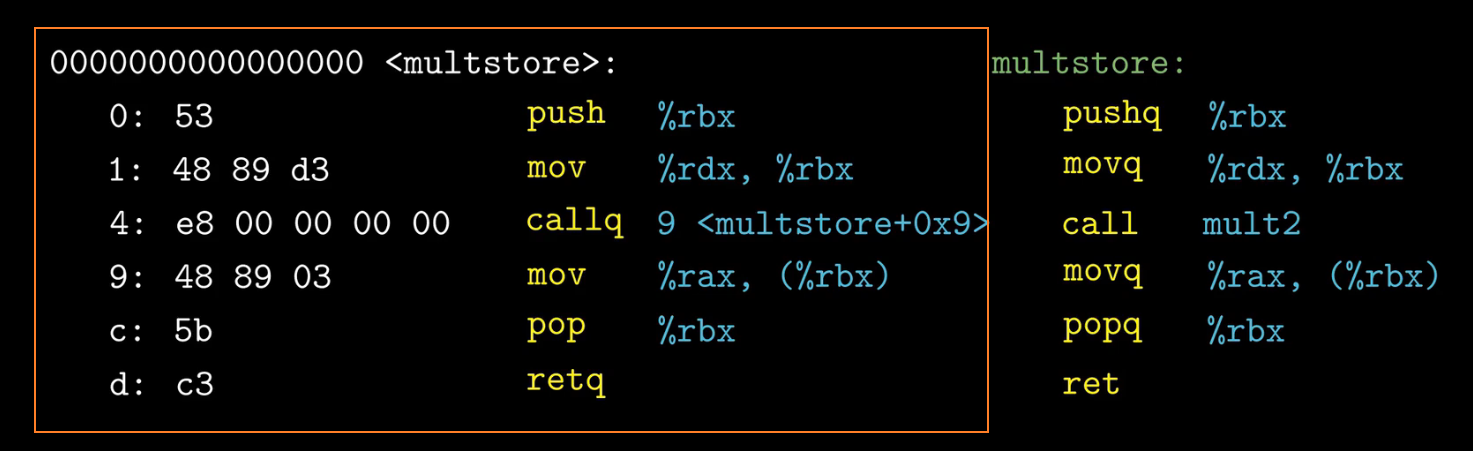 0000000000000000 <multstore>: multstore:
0: 53 push %rbx pushq %rbx
1: 48 89 d3 mov %rdx, %rbx movq %rdx, %rbx
4: e8 00 00 00 00 callq 9 <multstore+0x9> call mult2
9: 48 89 03 mov %rax, (%rbx) movq %rax, (%rbx)
c: 5b pop %rbx popq %rbx
d: c3 retq ret